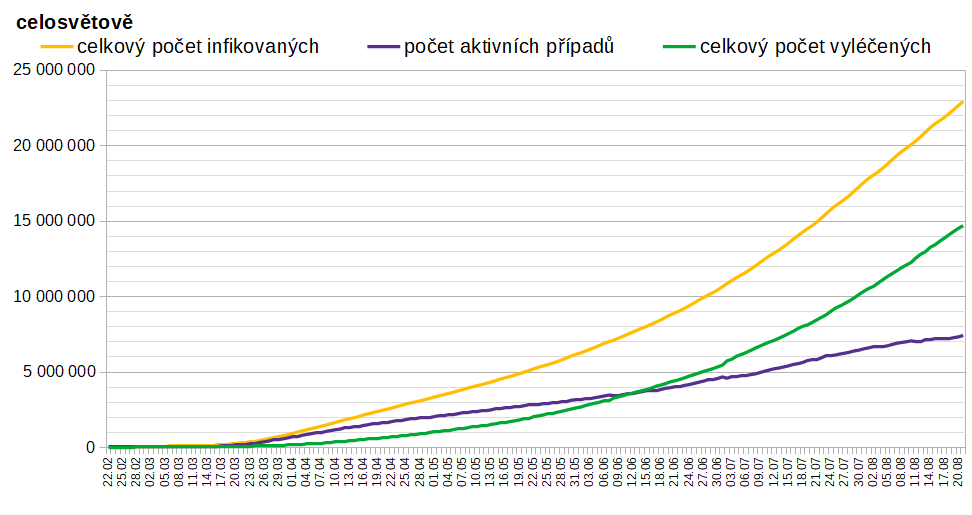 celosvětově
celkový počet infikovaných počet aktivních případů celkový počet vyléčených
25 000 000
20 000 000
15 000 000
10 000 000
5 000 000
0
22.02 25.02 28.02 02.03 05.03 08.03 11.03 14.03 17.03 20.03 23.03 26.03 29.03 01.04 04.04 07.04 10.04 13.04 16.04 19.04 22.04 25.04 28.04 01.05 04.05 07.05 10.05 13.05 16.05 19.05 22.05 25.05 28.05 31.05 03.06 06.06 09.06 12.06 15.06 18.06 21.06 24.06 27.06 30.06 03.07 06.07 09.07 12.07 15.07 18.07 21.07 24.07 27.07 30.07 02.08 05.08 08.08 11.08 14.08 17.08 20.08